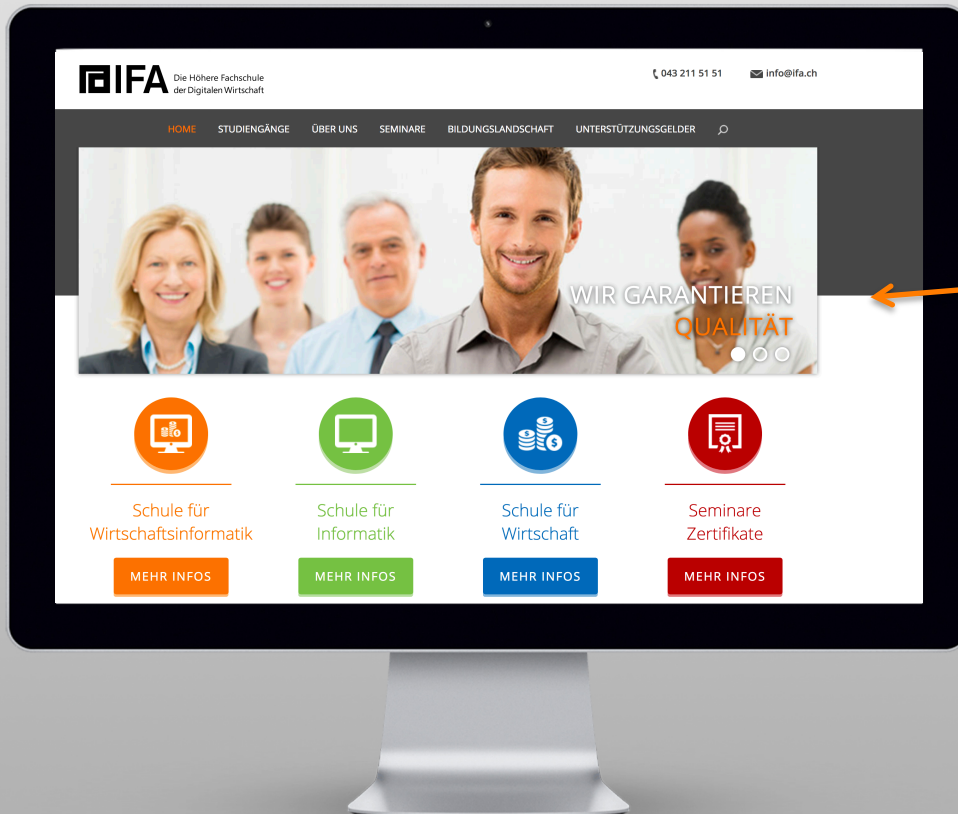 IFA
Die Höhere Fachschule
der Digitalen Wirtschaft
043 211 51 51
info@ifa.ch
HOME STUDIENGÄNGE ÜBER UNS SEMINARE BILDUNGSLANDSCHAFT UNTERSTÜTZUNGSGELDER
WIR GARANTIEREN
QUALITÄT
Schule für
Wirtschaftsinformatik
MEHR INFOS
Schule für
Informatik
MEHR INFOS
Schule für
Wirtschaft
MEHR INFOS
Seminare
Zertifikate
MEHR INFOS